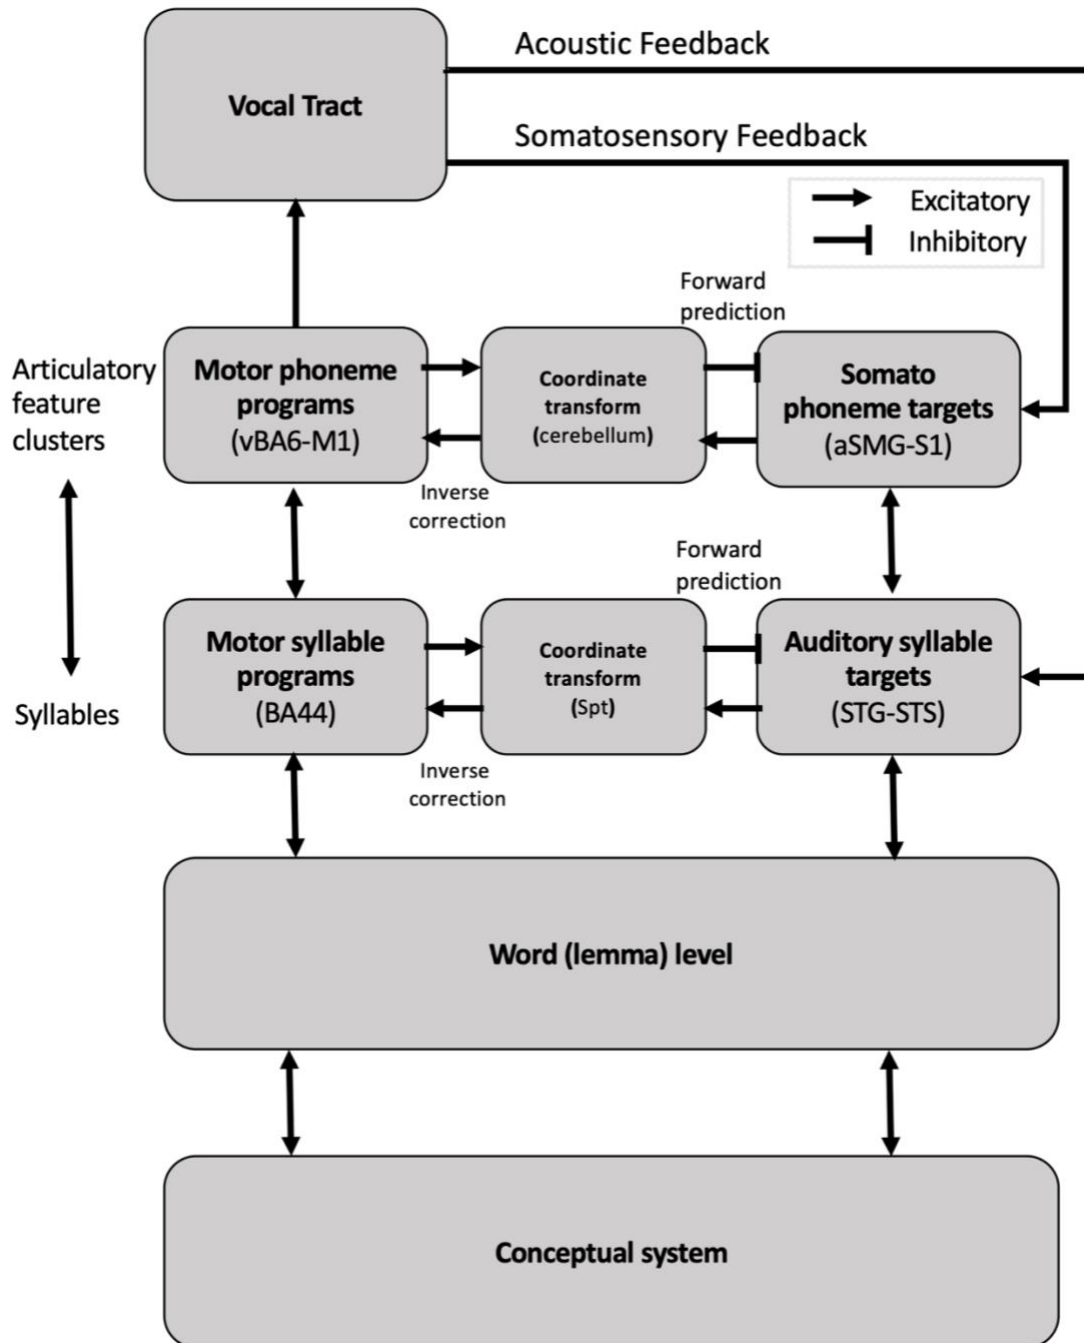 Acoustic Feedback
Vocal Tract
Somatosensory Feedback
Excitatory
Inhibitory
Forward
prediction
Articulatory
feature
clusters
Motor phoneme
programs
(vBA6-M1)
Coordinate
transform
(cerebellum)
Somato
phoneme targets
(aSMG-S1)
Inverse
correction
Forward
prediction
Syllables
Motor syllable
programs
(BA44)
Coordinate
transform
(Spt)
Auditory syllable
targets
(STG-STS)
Inverse
correction
Word (lemma) level
Conceptual system